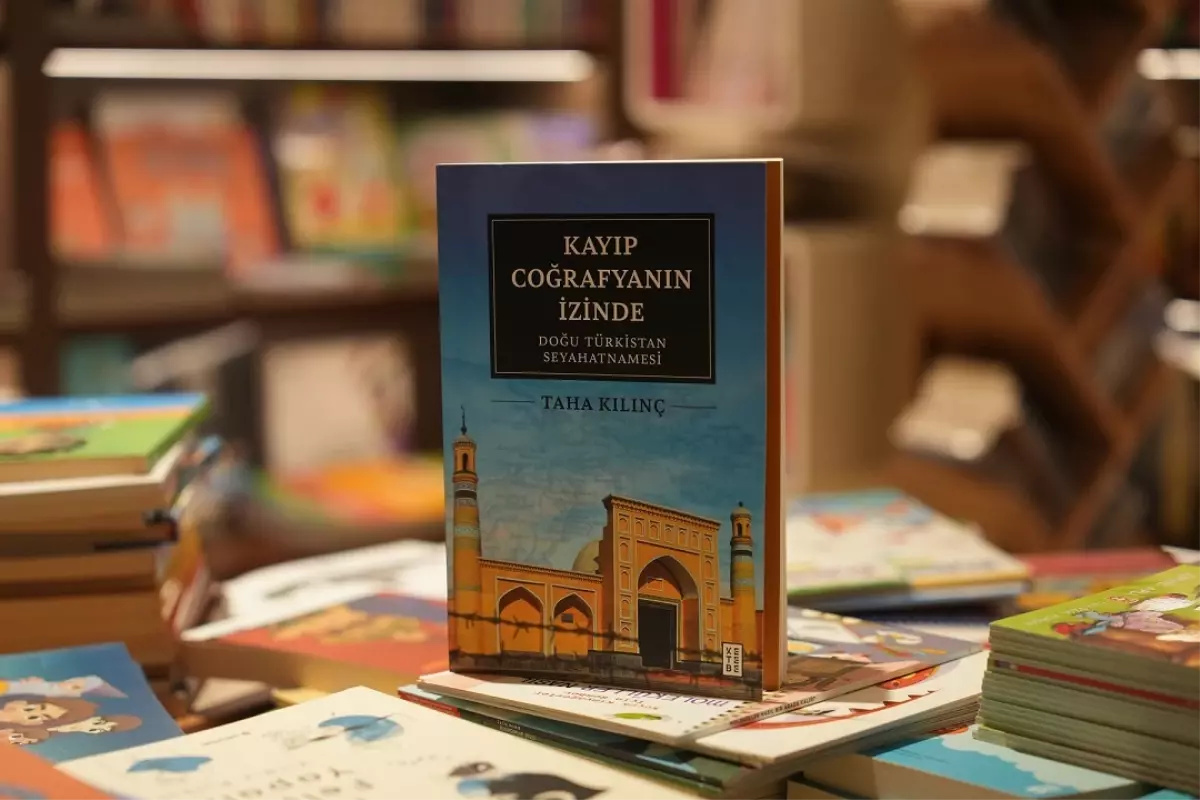 KAYIP
COĞRAFYANIN
İZİNDE
DOĞU TÜRKİSTAN
SEYAHATNAMESİ
TAHA KILINÇ